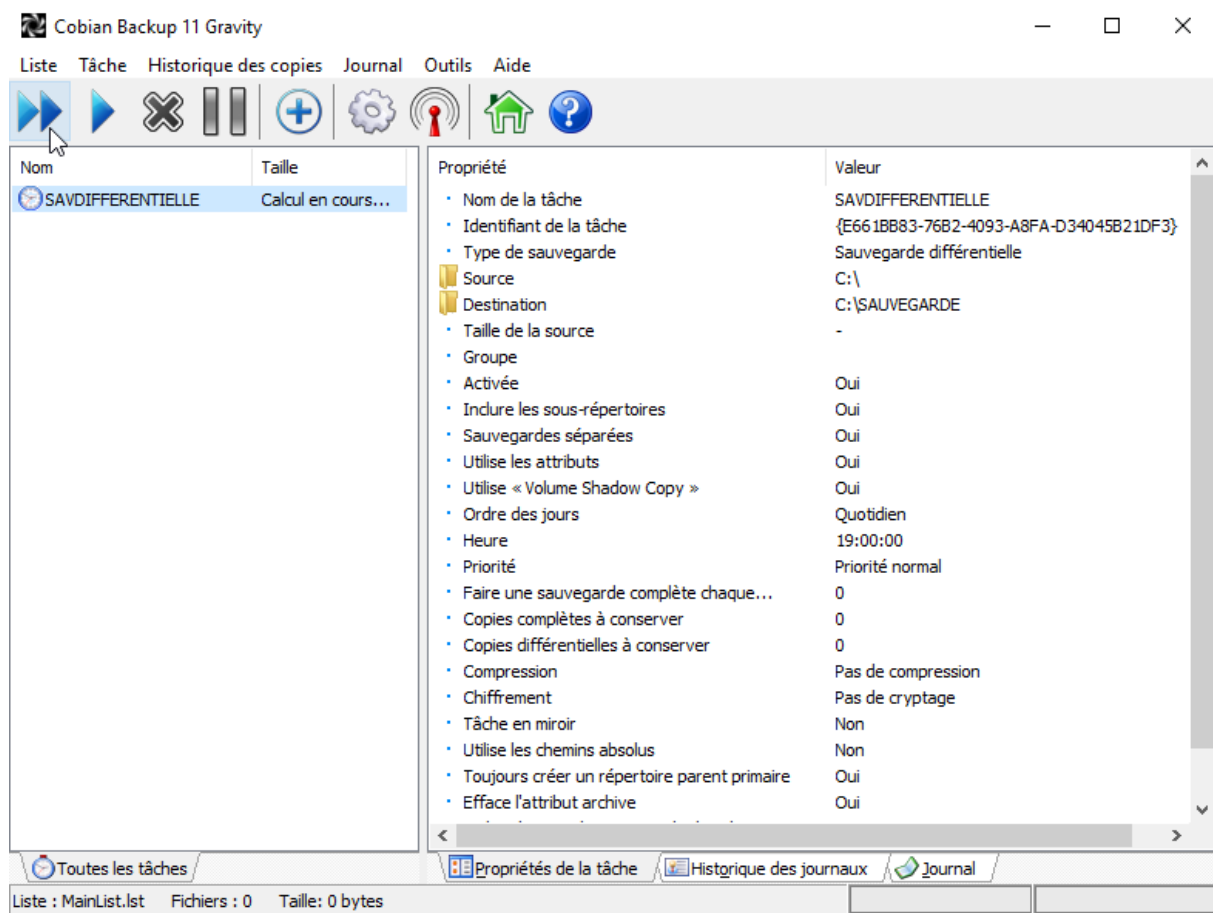 Cobian Backup 11 Gravity
Liste Tâche Historique des copies Journal Outils Aide
Nom Taille
SAVDIFFERENTIELLE Calcul en cours...
Propriété Valeur
Nom de la tâche SAVDIFFERENTIELLE
Identifiant de la tâche {E661BB83-76B2-4093-A8FA-D34045B21DF3}
Type de sauvegarde Sauvegarde différentielle
Source C:\
Destination C:\SAUVEGARDE
Taille de la source -
Groupe
Activée Oui
Inclure les sous-répertoires Oui
Sauvegardes séparées Oui
Utilise les attributs Oui
Utilise « Volume Shadow Copy » Oui
Ordre des jours Quotidien
Heure 19:00:00
Priorité Priorité normal
Faire une sauvegarde complète chaque... 0
Copies complètes à conserver 0
Copies différentielles à conserver 0
Compression Pas de compression
Chiffrement Pas de cryptage
Tâche en miroir Non
Utilise les chemins absolus Non
Toujours créer un répertoire parent primaire Oui
Efface l'attribut archive Oui
Toutes les tâches
Propriétés de la tâche Historique des journaux Journal
Liste : MainList.lst Fichiers : 0 Taille: 0 bytes